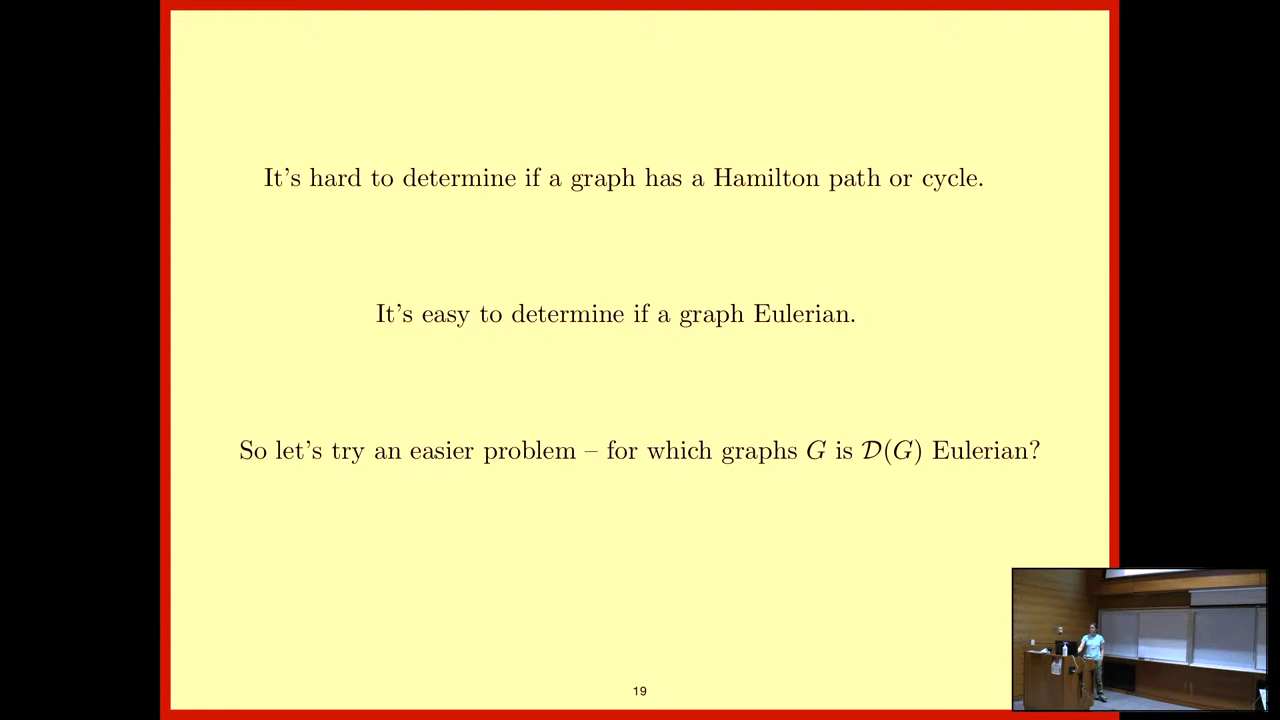 It's hard to determine if a graph has a Hamilton path or cycle.
It's easy to determine if a graph Eulerian.
So let's try an easier problem – for which graphs G is 𝒟(G) Eulerian?
19